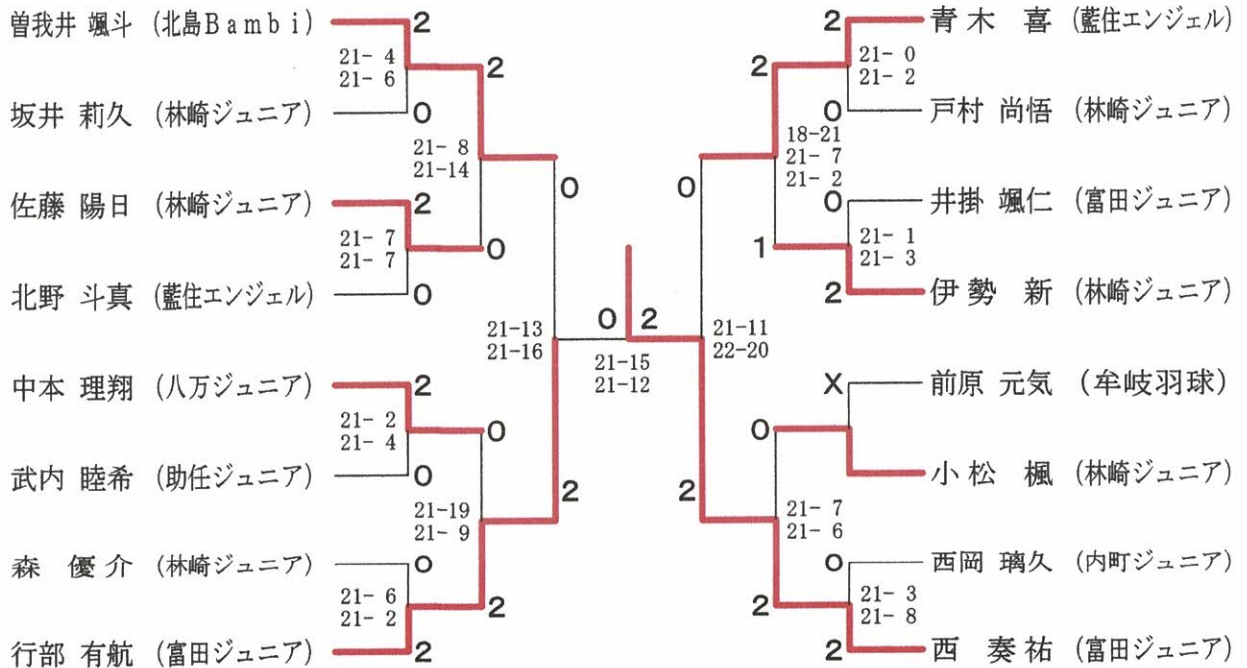 曽我井 颯斗 (北島Bambi) 2
21- 4
21- 6
2
坂井 莉久 (林崎ジュニア) 0
21- 8
21-14
0
佐藤 陽日 (林崎ジュニア) 2
21- 7
21- 7
0
北野 斗真 (藍住エンジェル) 0
21-13
21-16
中本 理翔 (八万ジュニア) 2
21- 2
21- 4
0
武内 睦希 (助任ジュニア) 0
21-19
21- 9
2
森 優介 (林崎ジュニア) 0
21- 6
21- 2
2
行部 有航 (富田ジュニア) 2
0 2
21-15
21-12
2 青木 喜 (藍住エンジェル)
2
21- 0
21- 2
0 戸村 尚悟 (林崎ジュニア)
18-21
21- 7
21- 2
0
0 井掛 颯仁 (富田ジュニア)
1
21- 1
21- 3
2 伊勢 新 (林崎ジュニア)
21-11
22-20
X 前原 元気 (牟岐羽球)
0
小松 楓 (林崎ジュニア)
2
21- 7
21- 6
0 西岡 璃久 (内町ジュニア)
2
21- 3
21- 8
2 西 奏祐 (富田ジュニア)